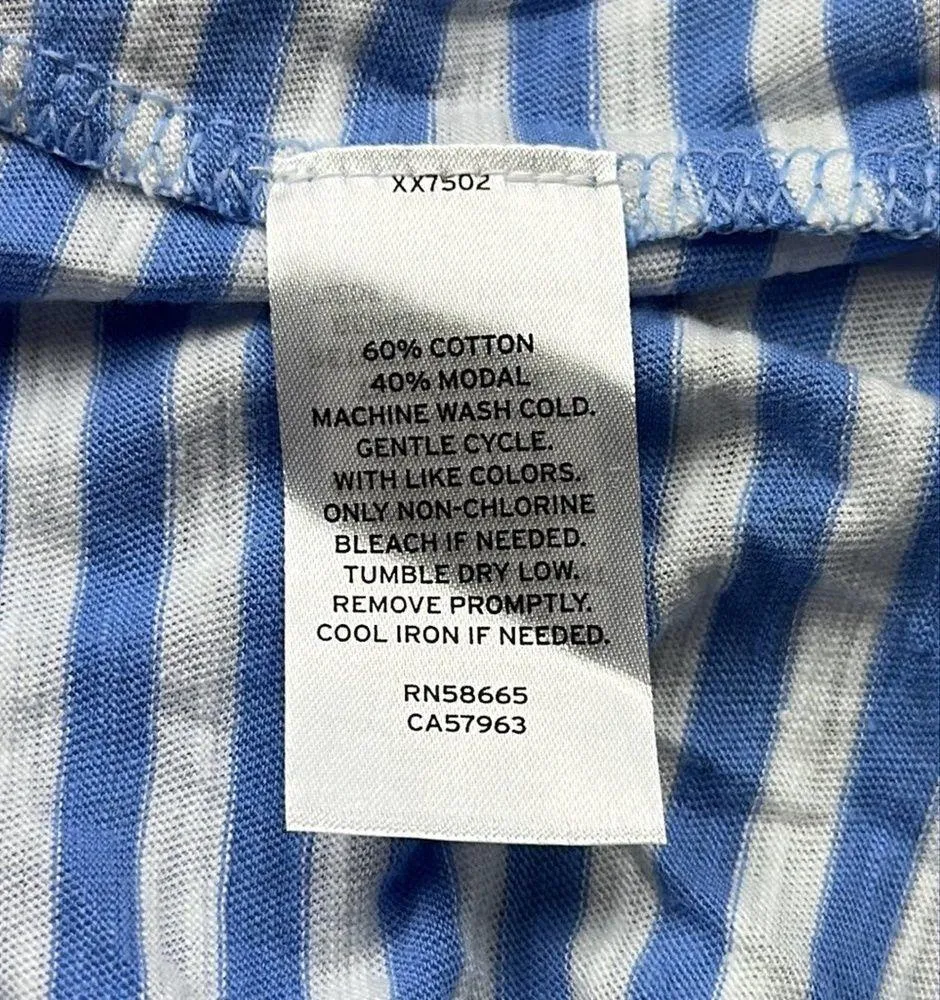 XX7502
60% COTTON
40% MODAL
MACHINE WASH COLD.
GENTLE CYCLE.
WITH LIKE COLORS.
ONLY NON-CHLORINE
BLEACH IF NEEDED.
TUMBLE DRY LOW.
REMOVE PROMPTLY.
COOL IRON IF NEEDED.
RN58665
CA57963